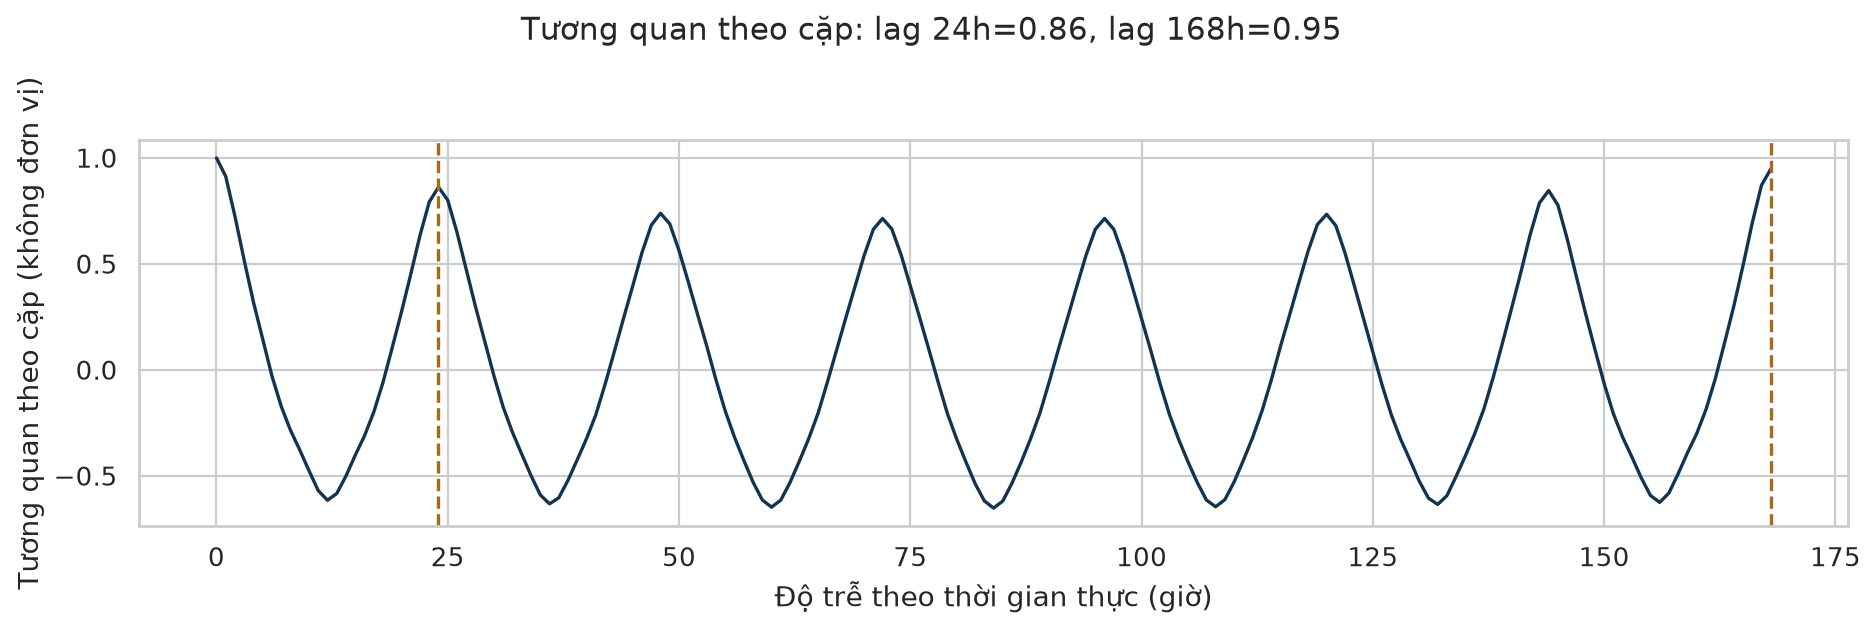 Tương quan theo cặp: lag 24h=0.86, lag 168h=0.95
Tương quan theo cặp (không đơn vị)
1.0
0.5
0.0
−0.5
0 25 50 75 100 125 150 175
Độ trễ theo thời gian thực (giờ)